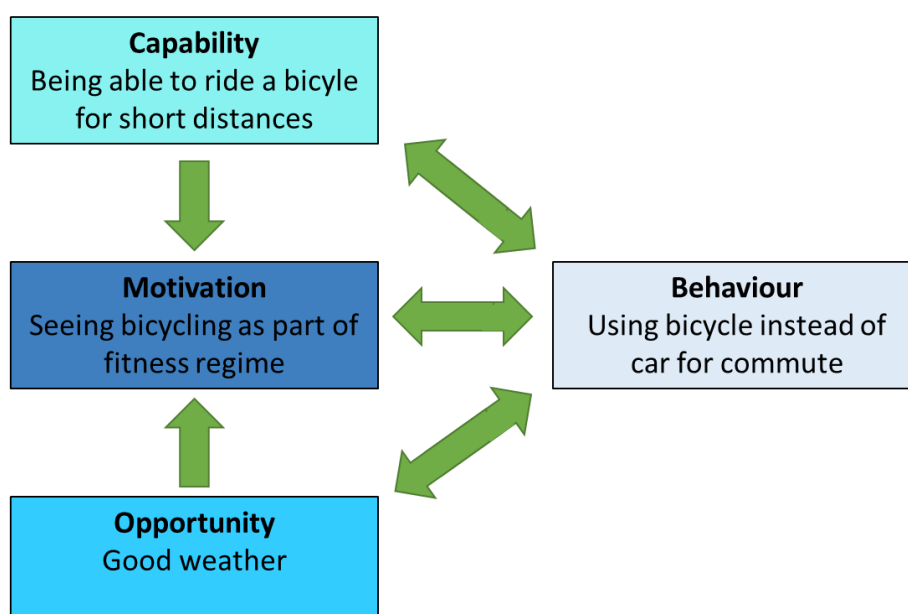 Capability
Being able to ride a bicyle
for short distances
Motivation
Seeing bicycling as part of
fitness regime
Behaviour
Using bicycle instead of
car for commute
Opportunity
Good weather